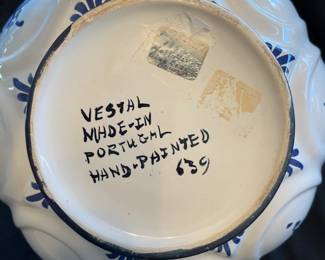 VESTAL
MADE-IN
PORTUGAL
HAND-PAINTED
639